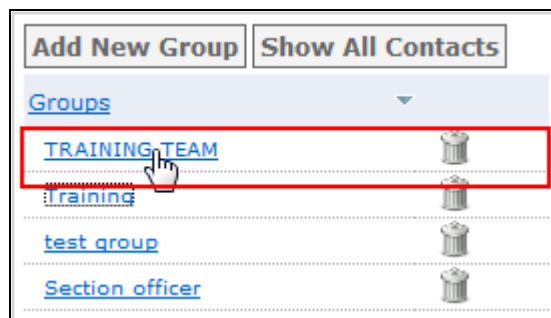 Add New Group Show All Contacts
Groups
TRAINING TEAM
Training
test group
Section officer